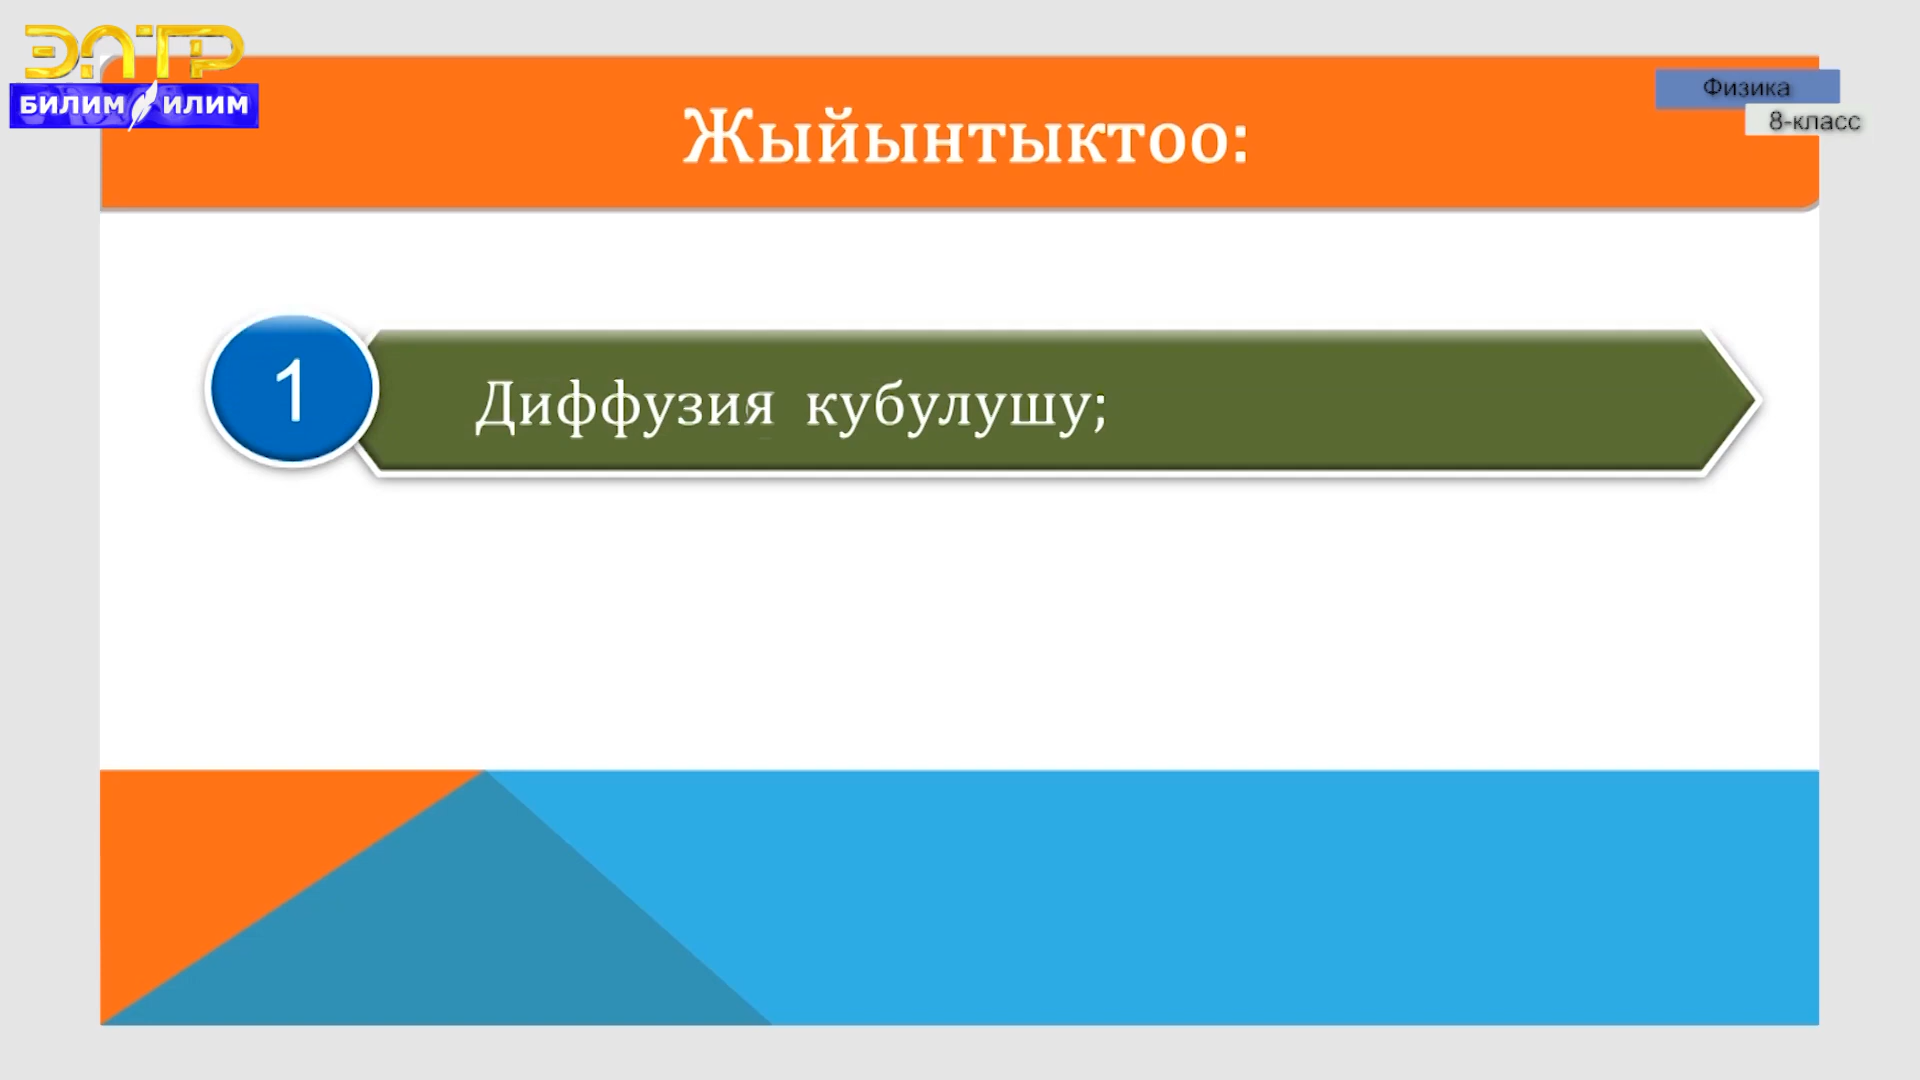 ЭЛТР
БИЛИМ ИЛИМ
Физика
8-класс
Жыйынтыктоо:
1
Диффузия кубулушу;